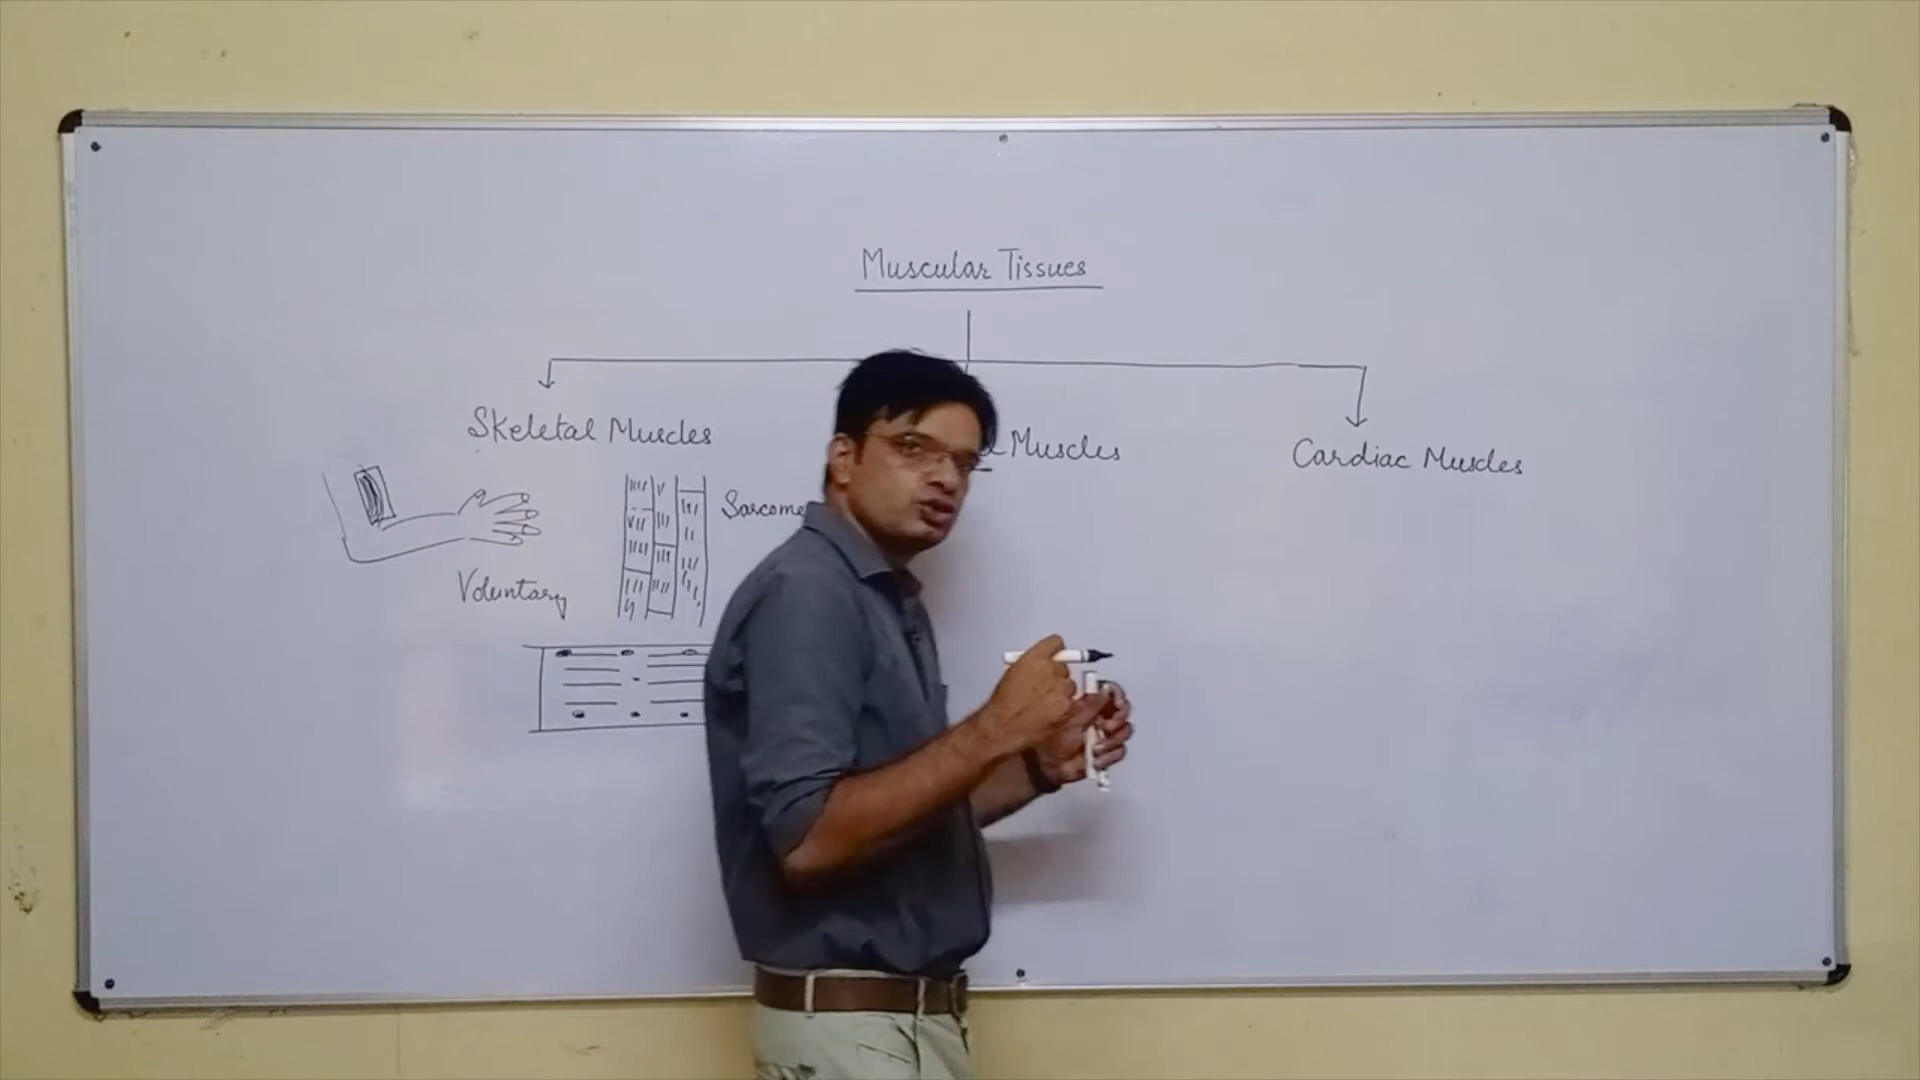 Muscular Tissues
Skeletal Muscles
Muscles
Cardiac Muscles
Voluntary